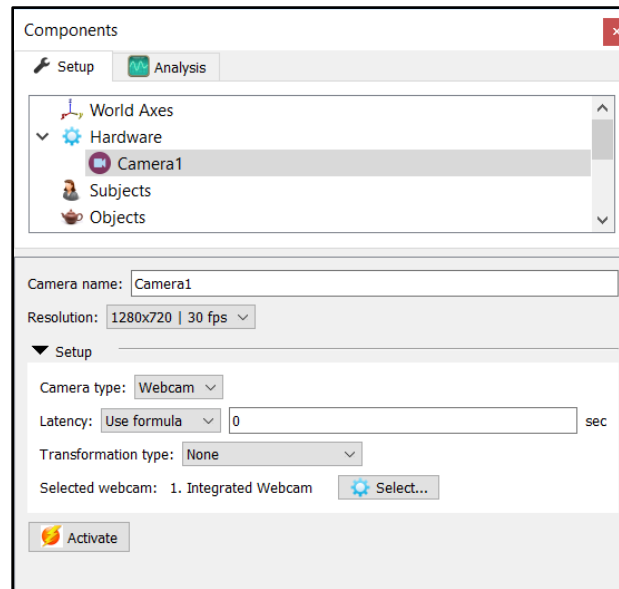 Components
Setup Analysis
World Axes
Hardware
Camera1
Subjects
Objects
Camera name: Camera1
Resolution: 1280x720 | 30 fps
Setup
Camera type: Webcam
Latency: Use formula 0 sec
Transformation type: None
Selected webcam: 1. Integrated Webcam Select...
Activate